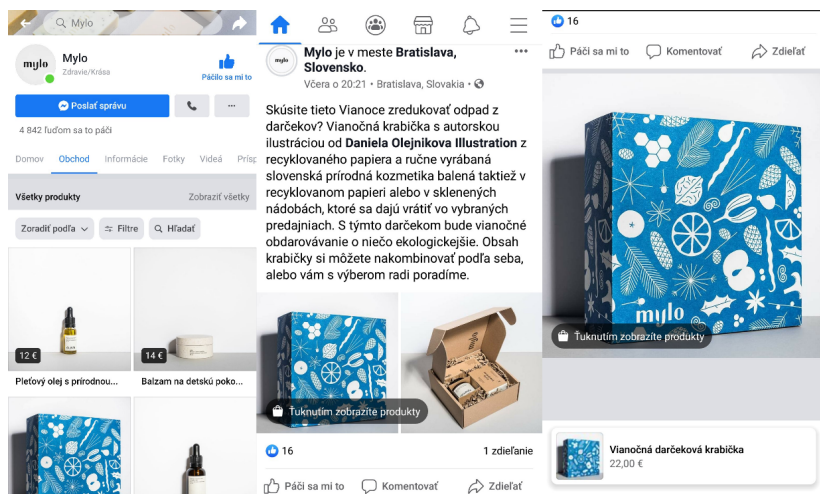 Mylo
mylo
Mylo
Zdravie/Krása
Páčilo sa mi to
Poslať správu
4 842 ľuďom sa to páči
Domov Obchod Informácie Fotky Videá Prísp
Všetky produkty Zobraziť všetky
Zoradiť podľa Filtre Hľadať
12 € 14 €
Pleťový olej s prírodnou... Balzam na detskú poko...
mylo
Mylo je v meste Bratislava,
Slovensko.
Včera o 20:21 • Bratislava, Slovakia •
Skúsite tieto Vianoce zredukovať odpad z
darčekov? Vianočná krabička s autorskou
ilustráciou od Daniela Olejnikova Illustration z
recyklovaného papiera a ručne vyrábaná
slovenská prírodná kozmetika balená taktiež v
recyklovanom papieri alebo v sklenených
nádobách, ktoré sa dajú vrátiť vo vybraných
predajniach. S týmto darčekom bude vianočné
obdarovávanie o niečo ekologickejšie. Obsah
krabičky si môžete nakombinovať podľa seba,
alebo vám s výberom radi poradíme.
mylo
Ťuknutím zobrazíte produkty
16 1 zdieľanie
Páči sa mi to Komentovať Zdieľať
16
Páči sa mi to Komentovať Zdieľať
mylo
Ťuknutím zobrazíte produkty
Vianočná darčeková krabička
22,00 €